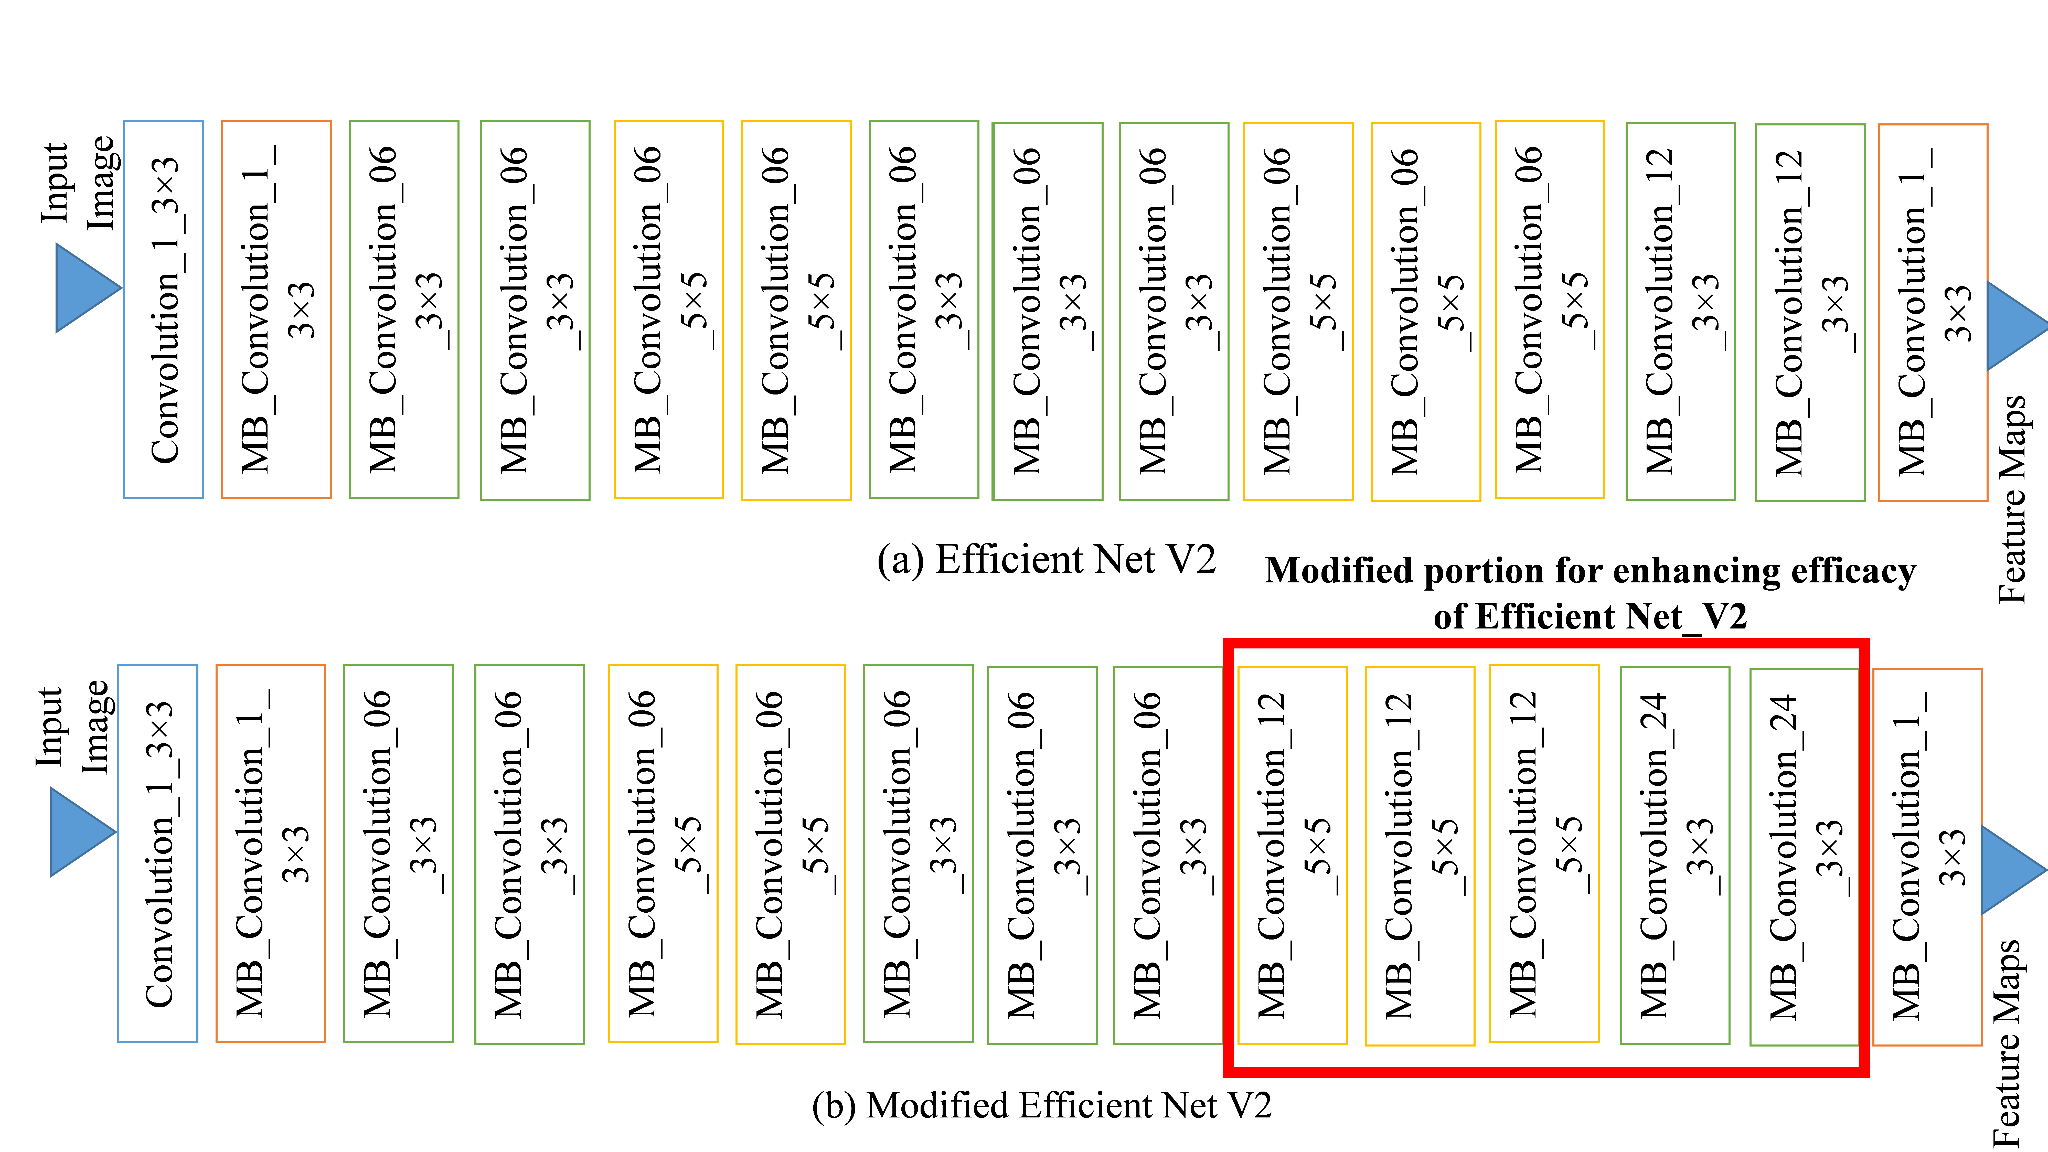 Input
Image
Convolution_1_3×3
MB_Convolution_1_
3×3
MB_Convolution_06
_3×3
MB_Convolution_06
_3×3
MB_Convolution_06
_5×5
MB_Convolution_06
_5×5
MB_Convolution_06
_3×3
MB_Convolution_06
_3×3
MB_Convolution_06
_3×3
MB_Convolution_06
_5×5
MB_Convolution_06
_5×5
MB_Convolution_06
_5×5
MB_Convolution_12
_3×3
MB_Convolution_12
_3×3
MB_Convolution_1_
3×3
Feature Maps
(a) Efficient Net V2
Modified portion for enhancing efficacy
of Efficient Net_V2
Input
Image
Convolution_1_3×3
MB_Convolution_1_
3×3
MB_Convolution_06
_3×3
MB_Convolution_06
_3×3
MB_Convolution_06
_5×5
MB_Convolution_06
_5×5
MB_Convolution_06
_3×3
MB_Convolution_06
_3×3
MB_Convolution_06
_3×3
MB_Convolution_12
_5×5
MB_Convolution_12
_5×5
MB_Convolution_12
_5×5
MB_Convolution_24
_3×3
MB_Convolution_24
_3×3
MB_Convolution_1_
3×3
Feature Maps
(b) Modified Efficient Net V2